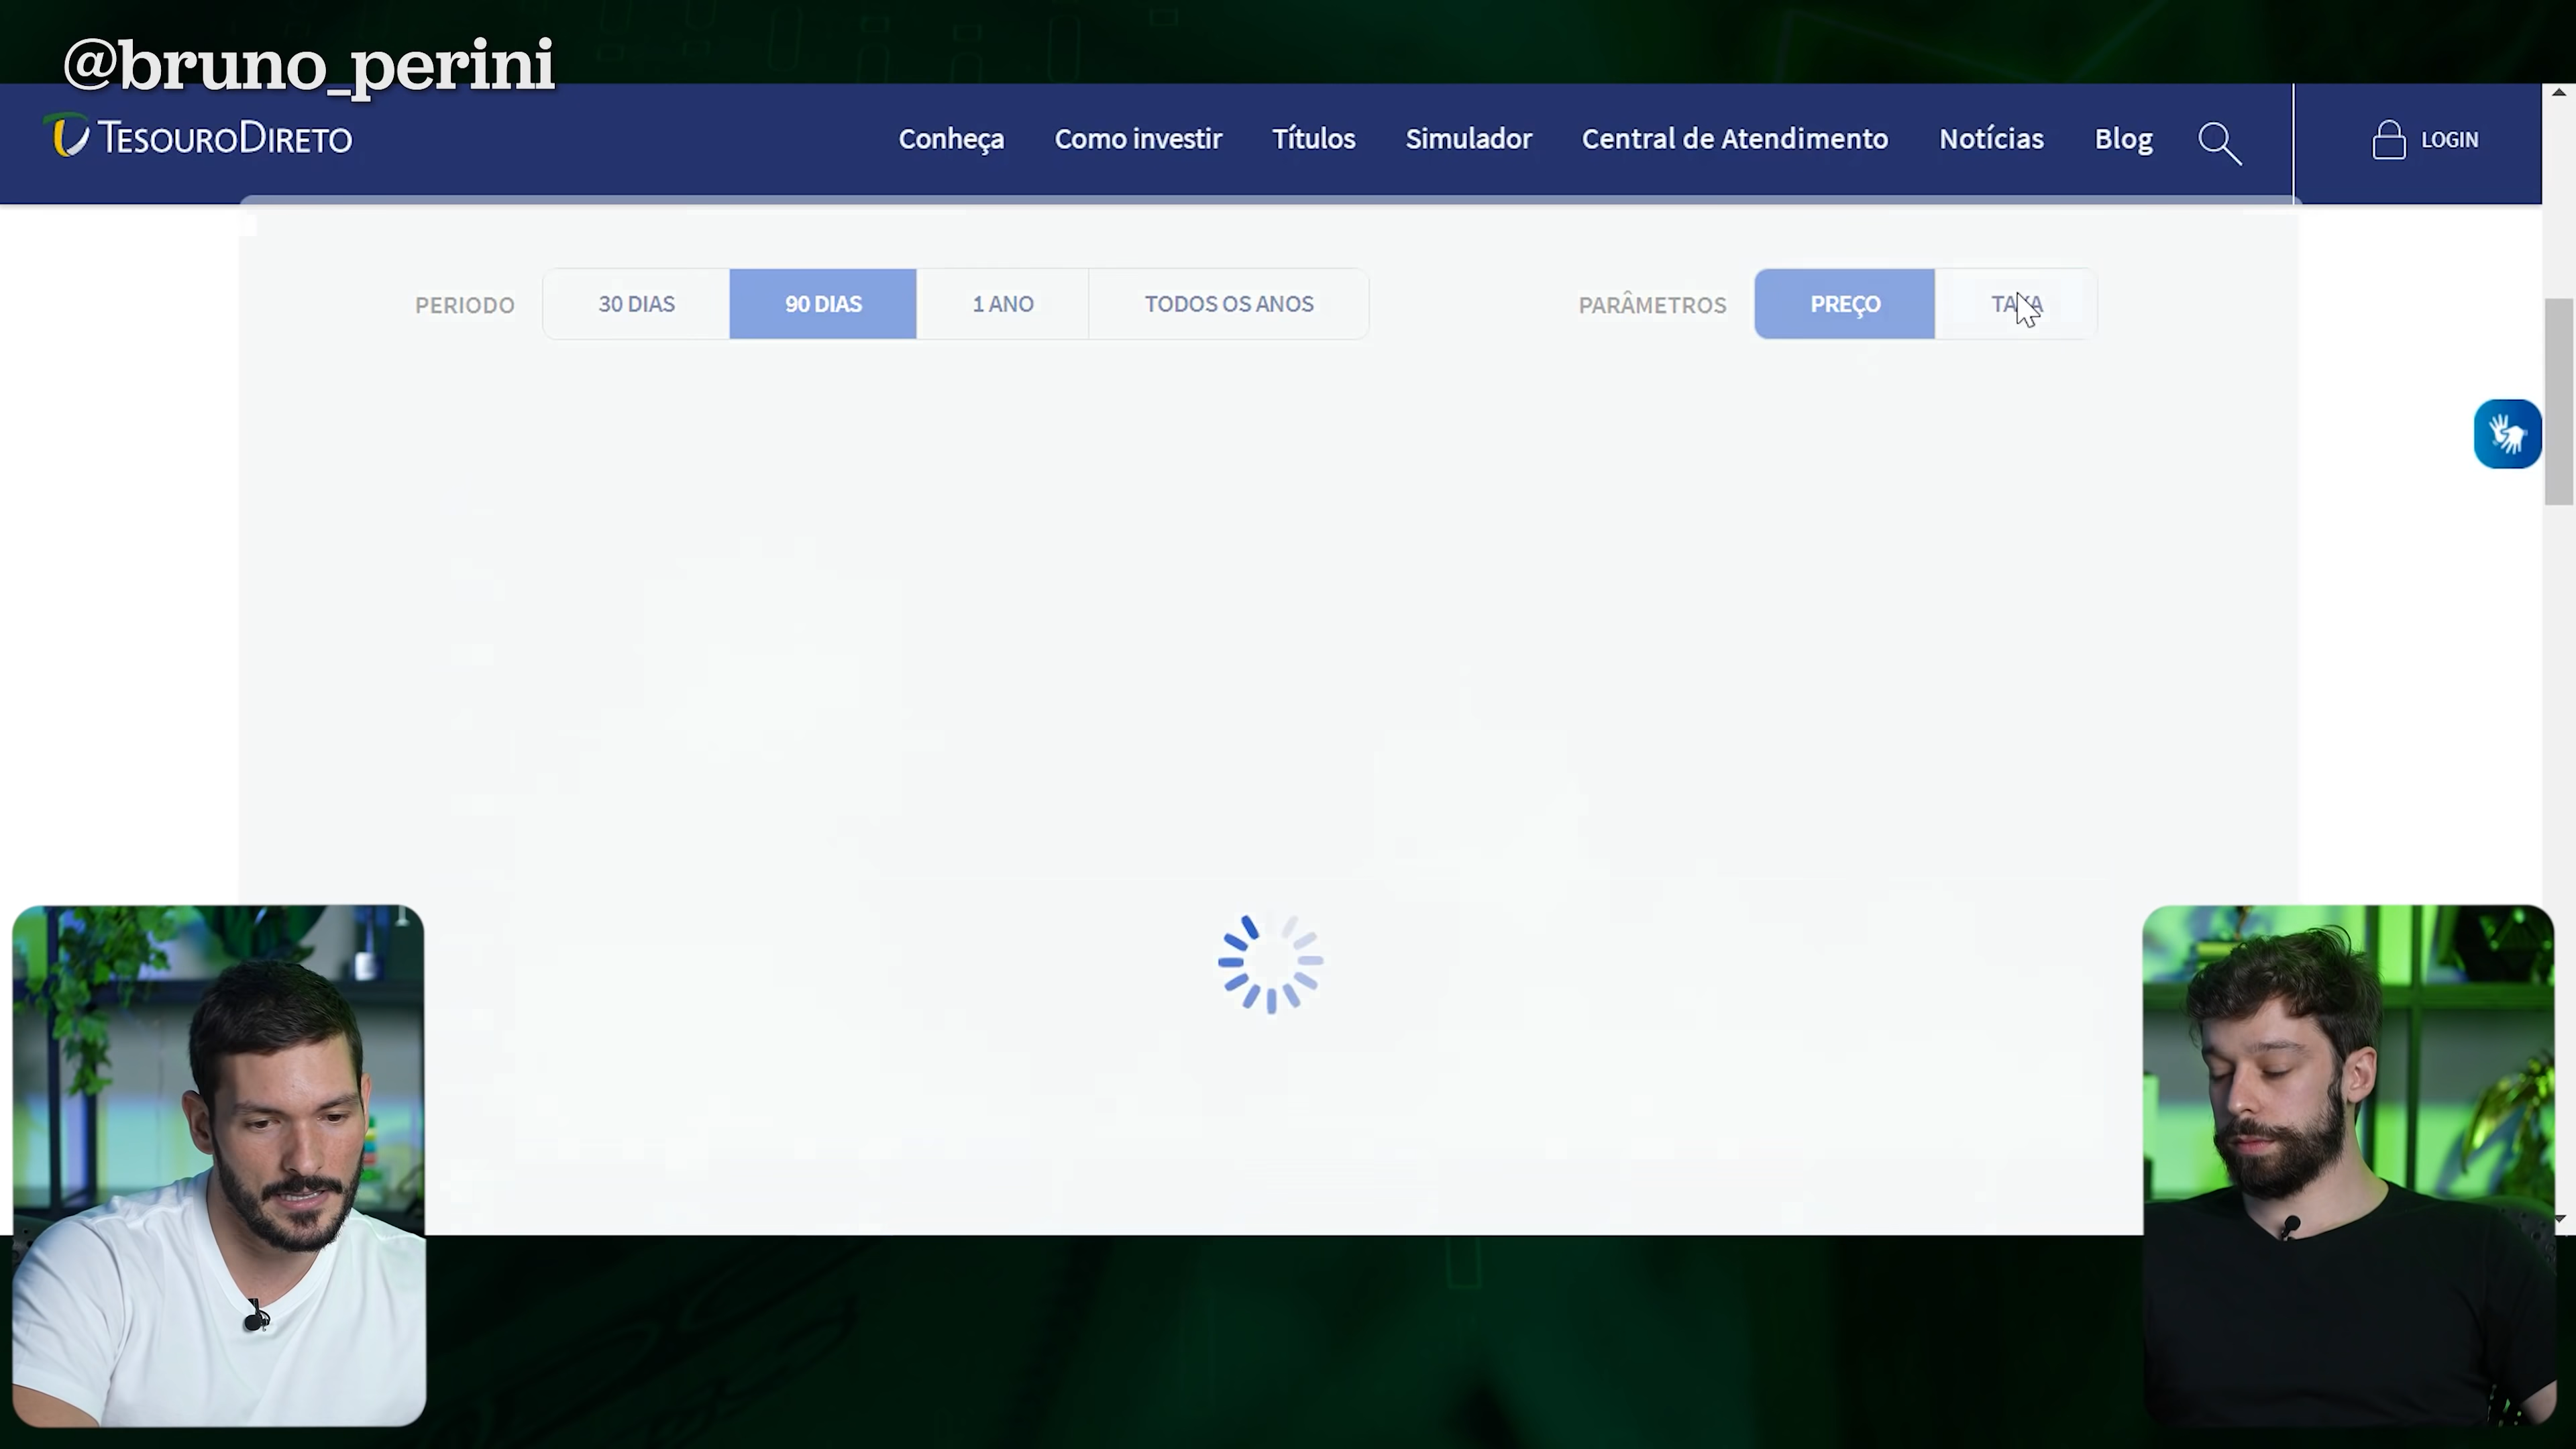 @bruno_perini
TESOURODIRETO
Conheça Como investir Títulos Simulador Central de Atendimento Notícias Blog LOGIN
PERIODO 30 DIAS 90 DIAS 1 ANO TODOS OS ANOS PARÂMETROS PREÇO TAXA